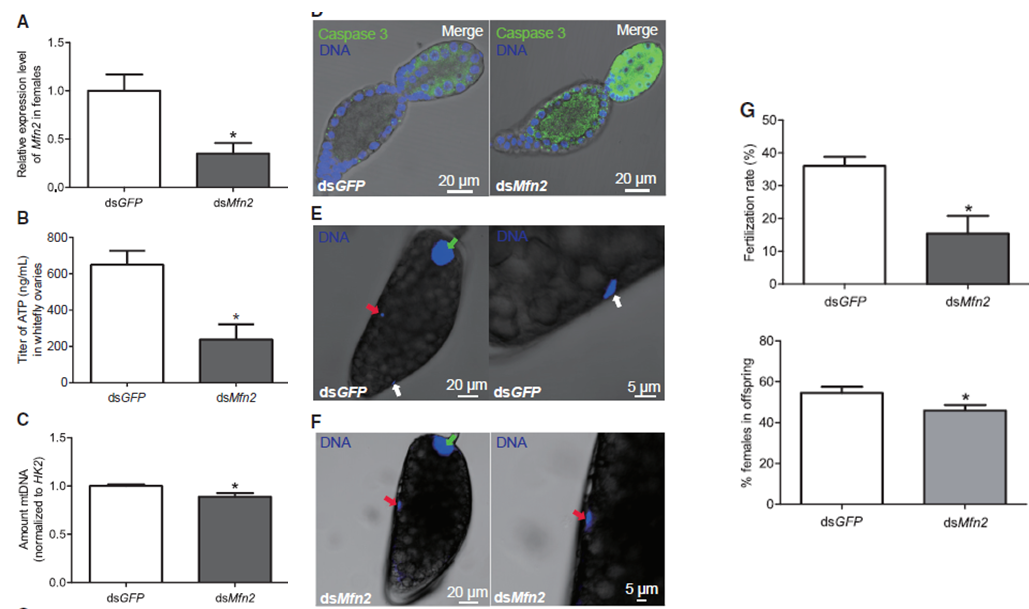 A
Relative expression level
of Mfn2 in females
1.5
1.0
0.5
0.0
dsGFP
dsMfn2
*
B
Titer of ATP (ng/mL)
in whitefly ovaries
800
600
400
200
0
dsGFP
dsMfn2
*
C
Amount mtDNA
(normalized to HK2)
1.5
1.0
0.5
0.0
dsGFP
dsMfn2
*
D
Caspase 3
DNA
Merge
dsGFP
20 µm
Caspase 3
DNA
Merge
dsMfn2
20 µm
E
DNA
dsGFP
20 µm
DNA
dsGFP
5 µm
F
DNA
dsMfn2
20 µm
DNA
dsMfn2
5 µm
G
Fertilization rate (%)
50
40
30
20
10
0
dsGFP
dsMfn2
*
% females in offspring
80
60
40
20
0
dsGFP
dsMfn2
*